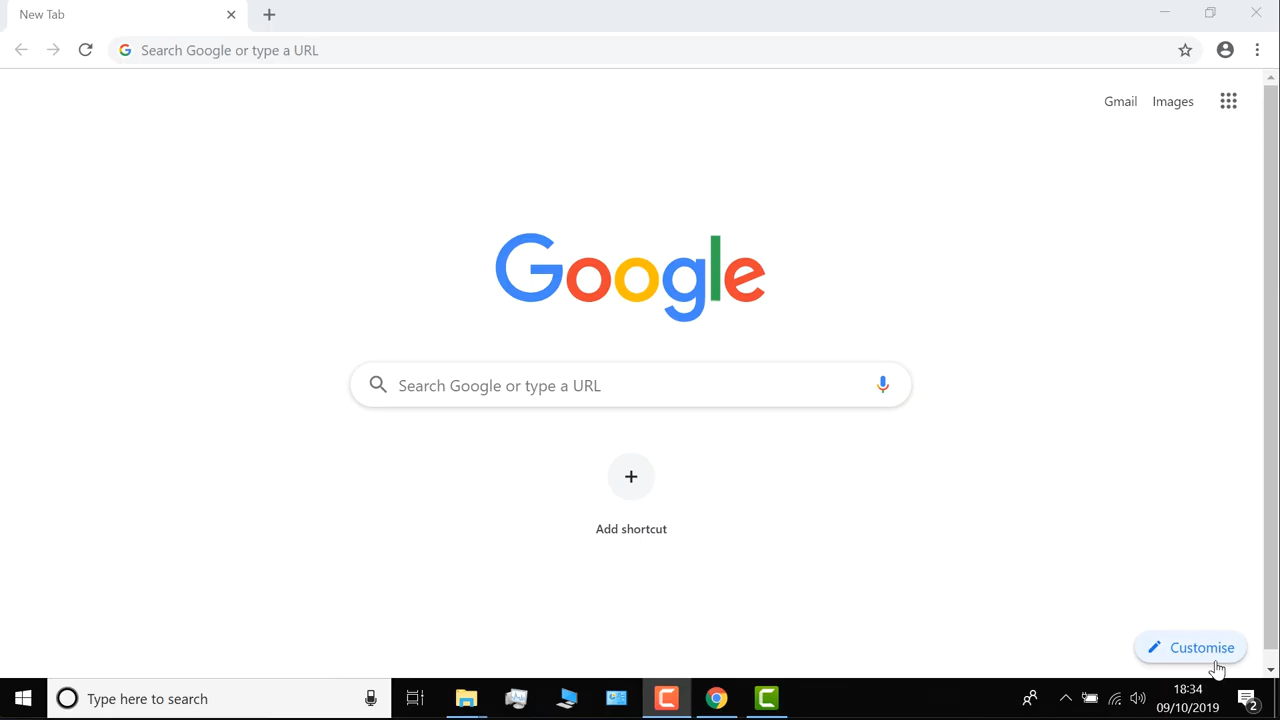 New Tab
Search Google or type a URL
Gmail Images
Google
Search Google or type a URL
Add shortcut
Customise
Type here to search
18:34
09/10/2019
2